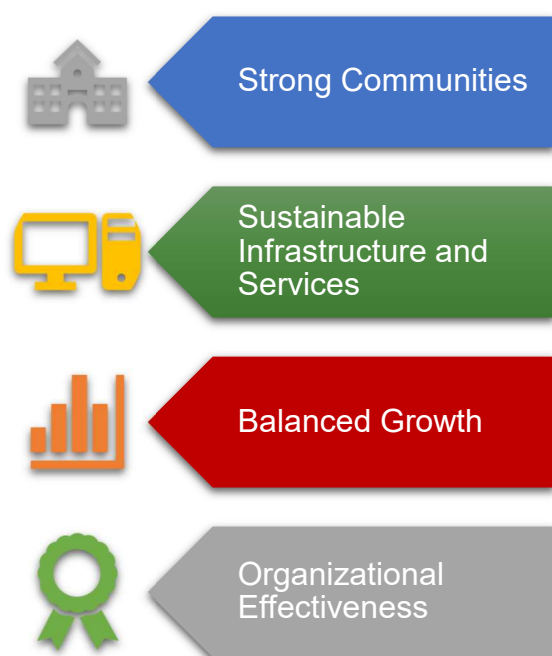 Strong Communities
Sustainable
Infrastructure and
Services
Balanced Growth
Organizational
Effectiveness